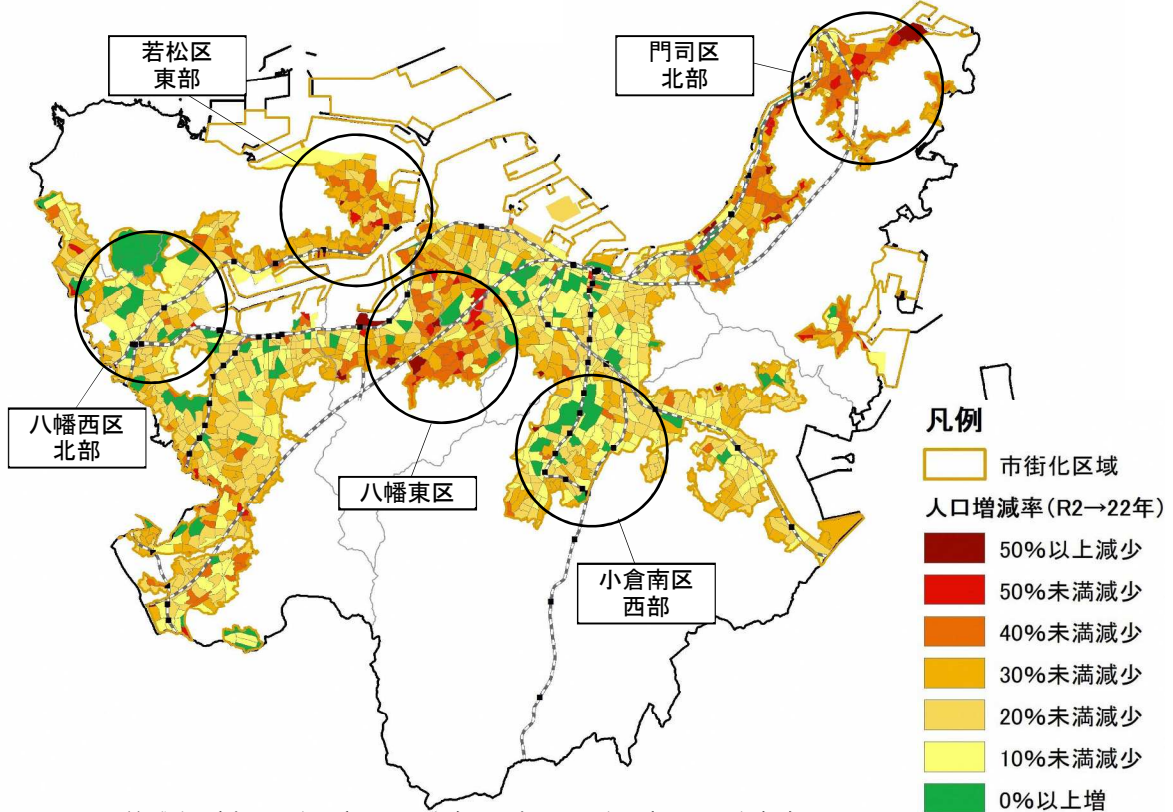 若松区
東部
門司区
北部
八幡西区
北部
八幡東区
小倉南区
西部
凡例
市街化区域
人口増減率(R2→22年)
50%以上減少
50%未満減少
40%未満減少
30%未満減少
20%未満減少
10%未満減少
0%以上増